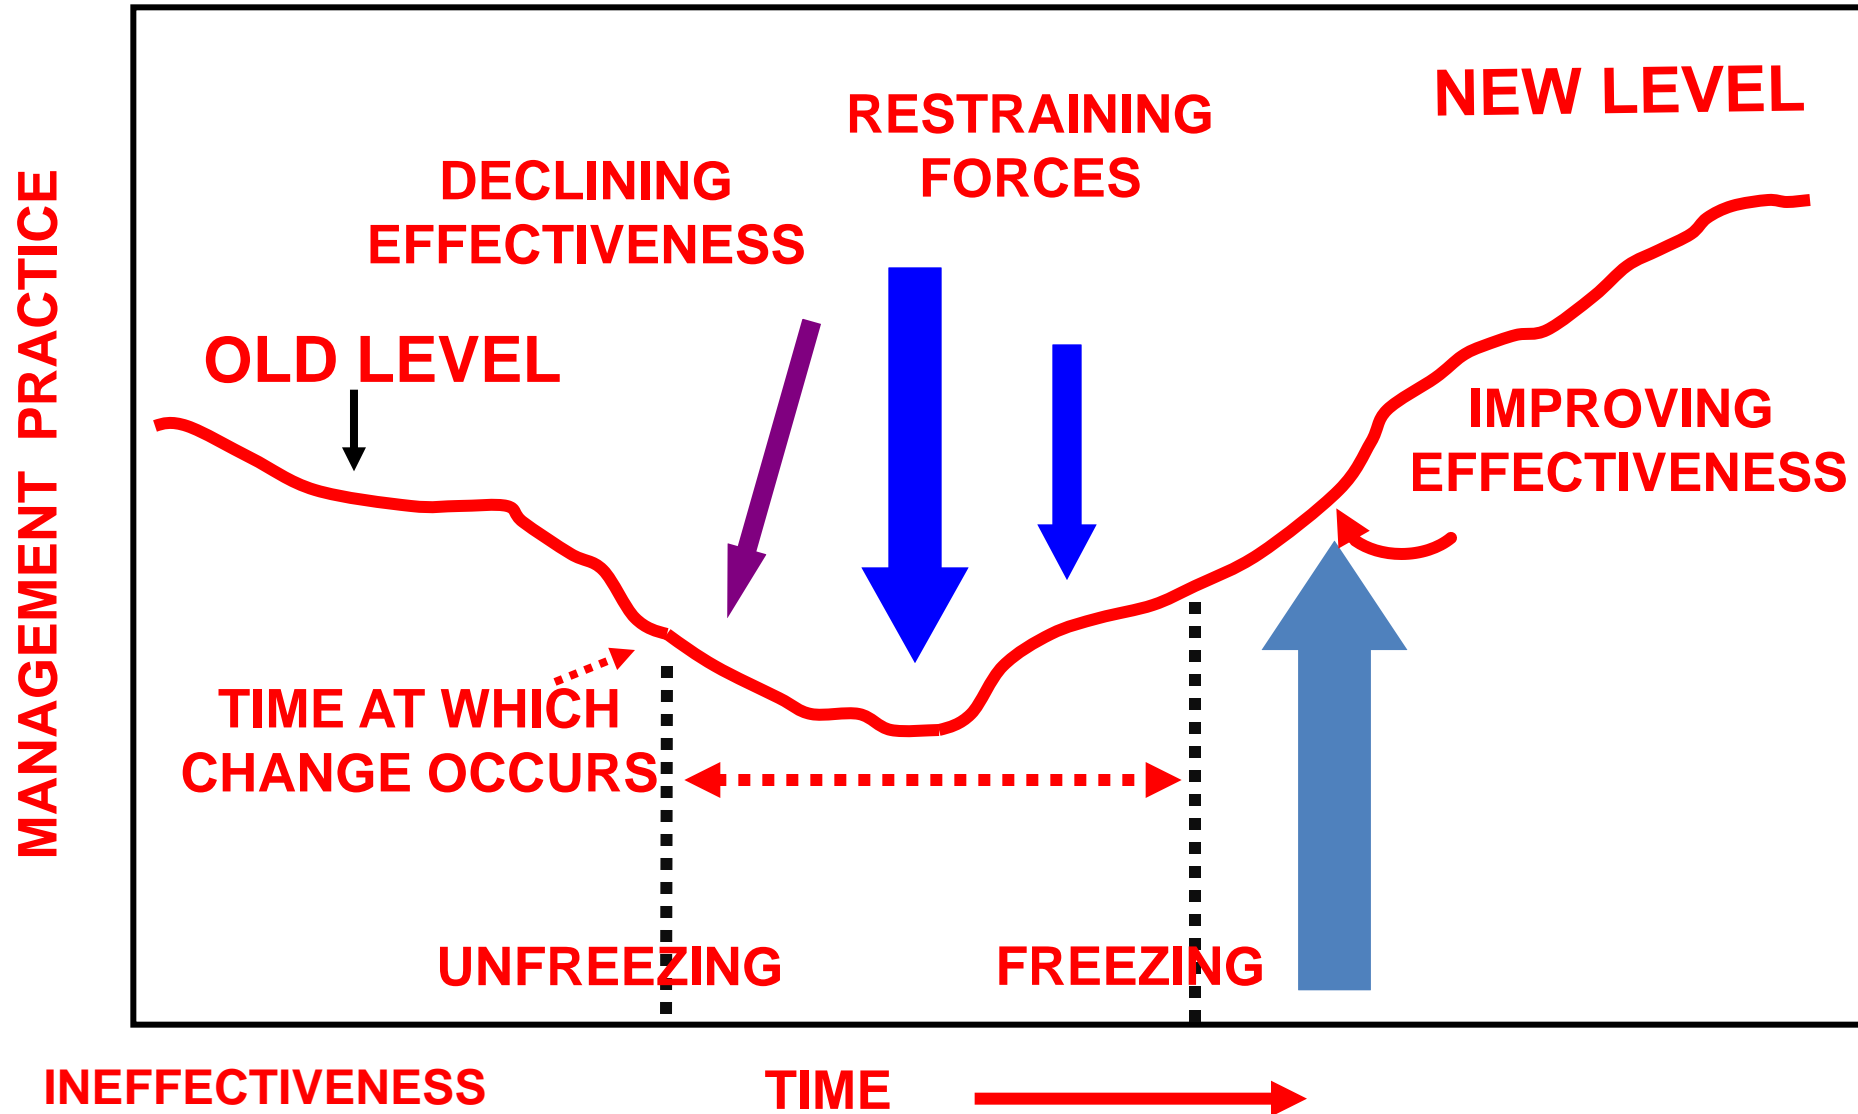 NEW LEVEL
RESTRAINING
FORCES
DECLINING
EFFECTIVENESS
OLD LEVEL
IMPROVING
EFFECTIVENESS
MANAGEMENT PRACTICE
TIME AT WHICH
CHANGE OCCURS
UNFREEZING
FREEZING
INEFFECTIVENESS
TIME